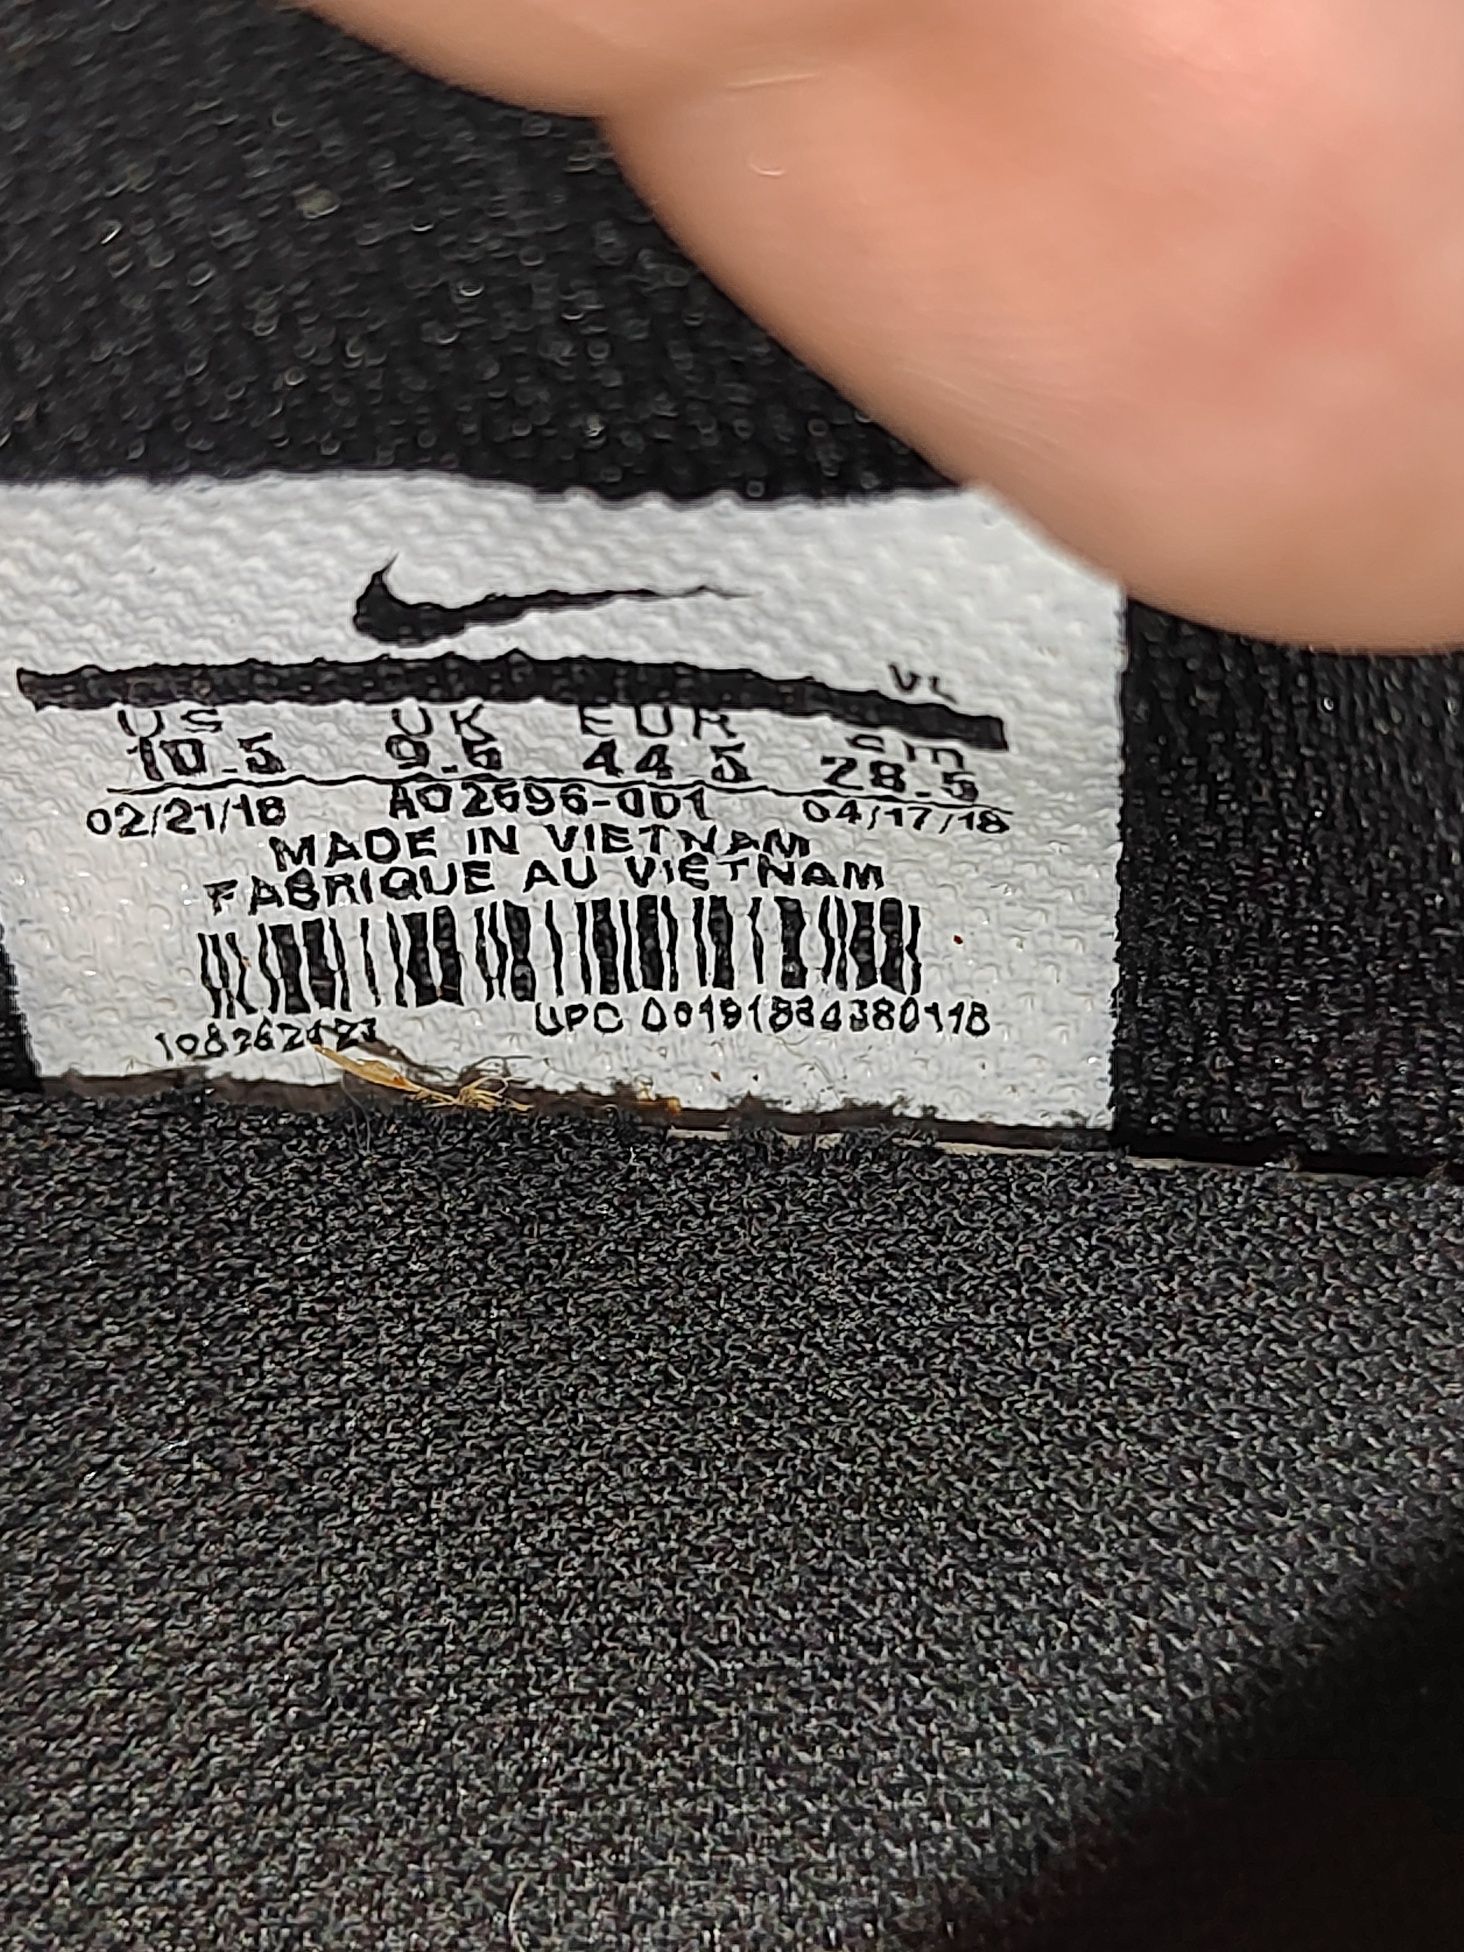 VL
US UK EUR cm
10.5 9.5 44.5 28.5
02/21/18 AO2696-001 04/17/18
MADE IN VIETNAM
FABRIQUE AU VIETNAM
UPC 00191884380118